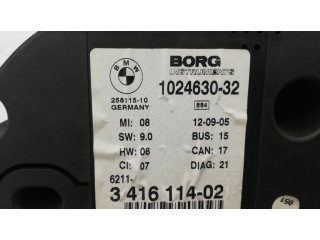 BMW
BORG
INSTRUMENTS
1024630-32
258115-10
GERMANY
554
MI: 08 12-09-05
SW: 9.0 BUS: 15
HW: 06 CAN: 17
CI: 07 DIAG: 21
6211-
3 416 114-02